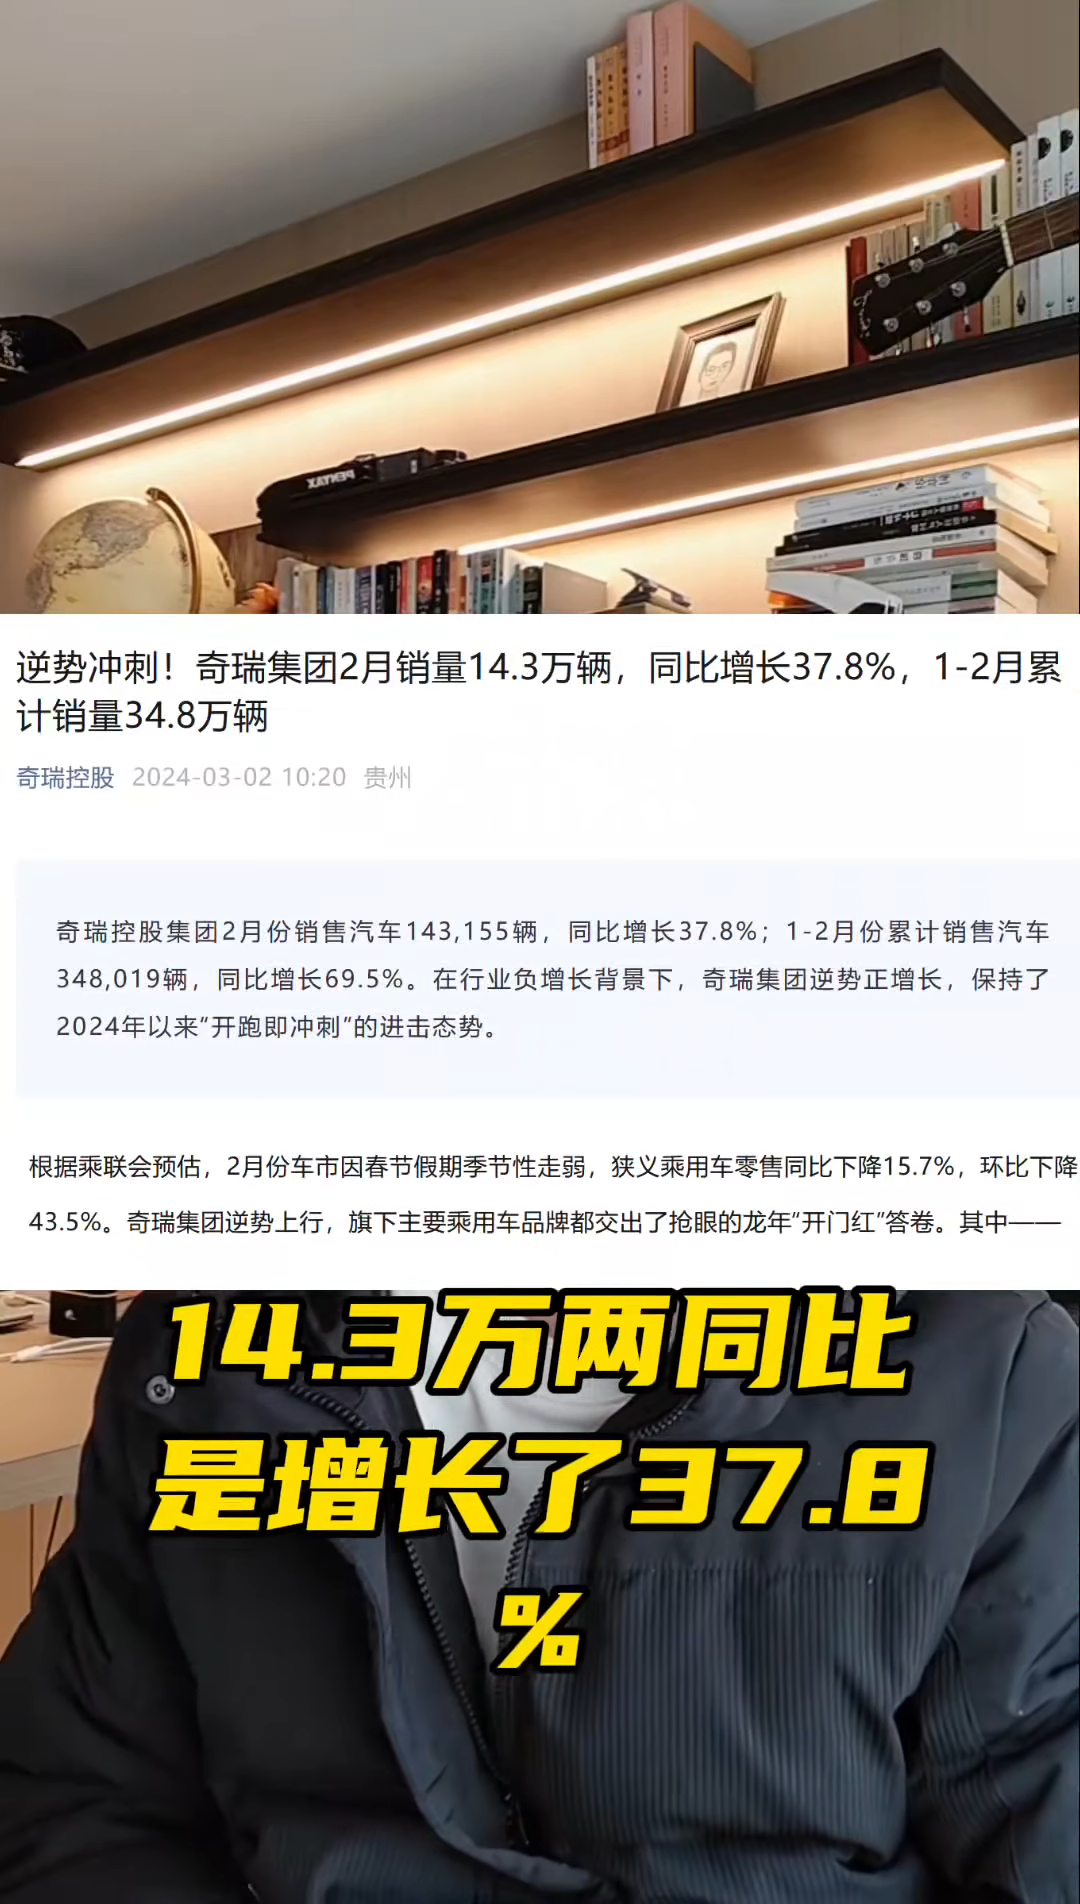 PENTAX
逆势冲刺！奇瑞集团2月销量14.3万辆，同比增长37.8%，1-2月累
计销量34.8万辆
奇瑞控股 2024-03-02 10:20 贵州
奇瑞控股集团2月份销售汽车143,155辆，同比增长37.8%；1-2月份累计销售汽车
348,019辆，同比增长69.5%。在行业负增长背景下，奇瑞集团逆势正增长，保持了
2024年以来“开跑即冲刺”的进击态势。
根据乘联会预估，2月份车市因春节假期季节性走弱，狭义乘用车零售同比下降15.7%，环比下降
43.5%。奇瑞集团逆势上行，旗下主要乘用车品牌都交出了抢眼的龙年“开门红”答卷。其中——
14.3万两同比
是增长了37.8
%